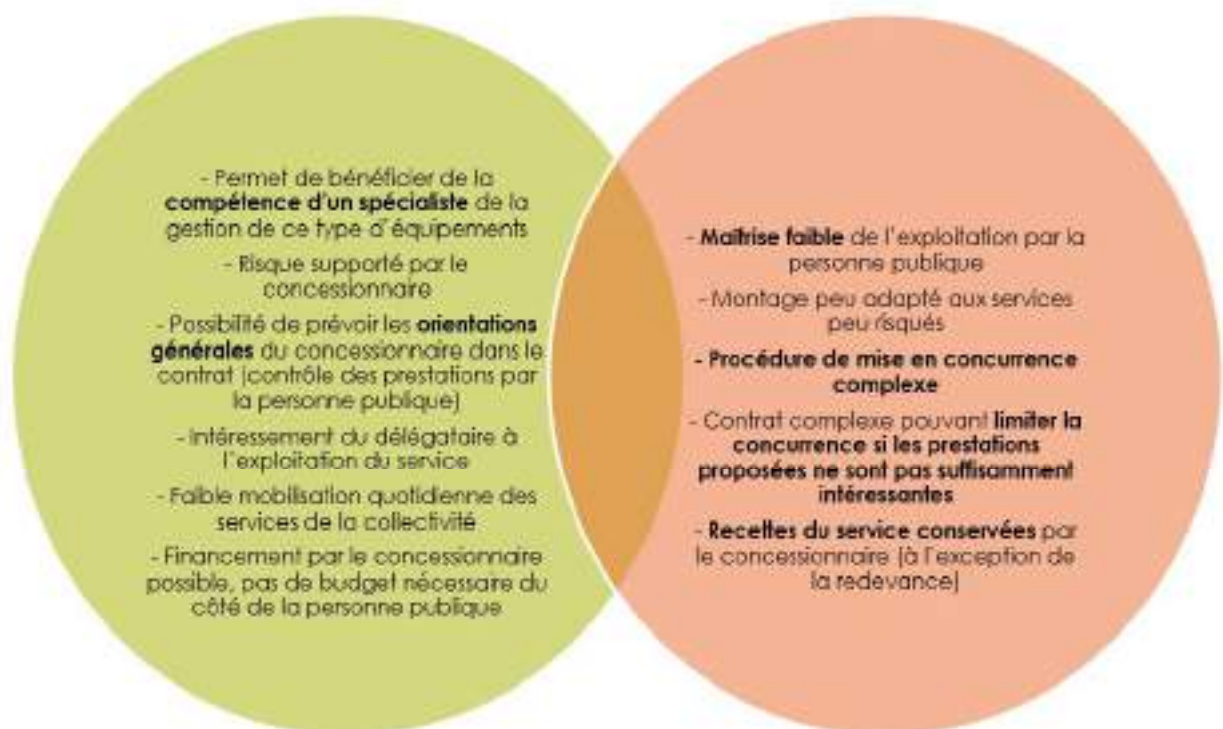 - Permet de bénéficier de la
compétence d'un spécialiste de la
gestion de ce type d'équipements
- Risque supporté par le
concessionnaire
- Possibilité de prévoir les orientations
générales du concessionnaire dans le
contrat (contrôle des prestations par
la personne publique)
- Intéressement du délégataire à
l'exploitation du service
- Faible mobilisation quotidienne des
services de la collectivité
- Financement par le concessionnaire
possible, pas de budget nécessaire du
côté de la personne publique
- Maîtrise faible de l'exploitation par la
personne publique
- Montage peu adapté aux services
peu risqués
- Procédure de mise en concurrence
complexe
- Contrat complexe pouvant limiter la
concurrence si les prestations
proposées ne sont pas suffisamment
intéressantes
- Recettes du service conservées par
le concessionnaire (à l'exception de
la redevance)